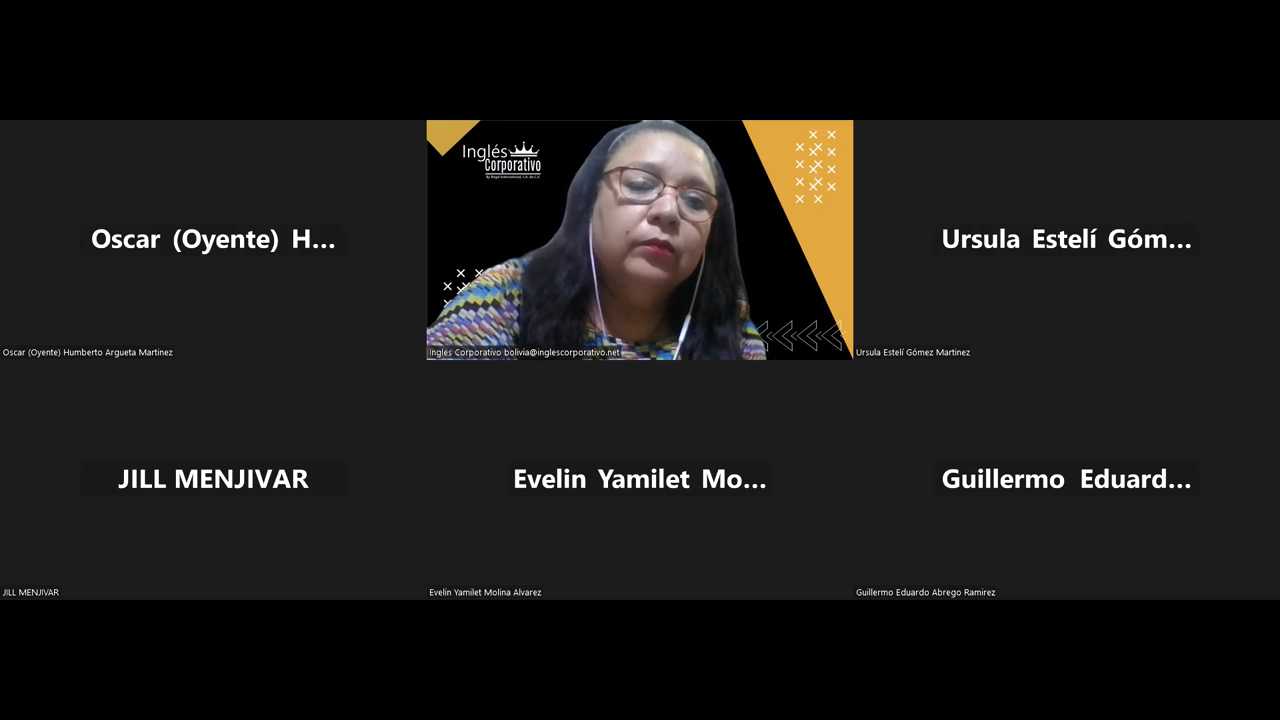 Inglés
Corporativo
Oscar (Oyente) H...
Ursula Estelí Góm...
Oscar (Oyente) Humberto Argueta Martinez
Inglés Corporativo bolivia@inglescorporativo.net
Ursula Estelí Gómez Martinez
JILL MENJIVAR
Evelin Yamilet Mo...
Guillermo Eduard...
JILL MENJIVAR
Evelin Yamilet Molina Alvarez
Guillermo Eduardo Abrego Ramirez